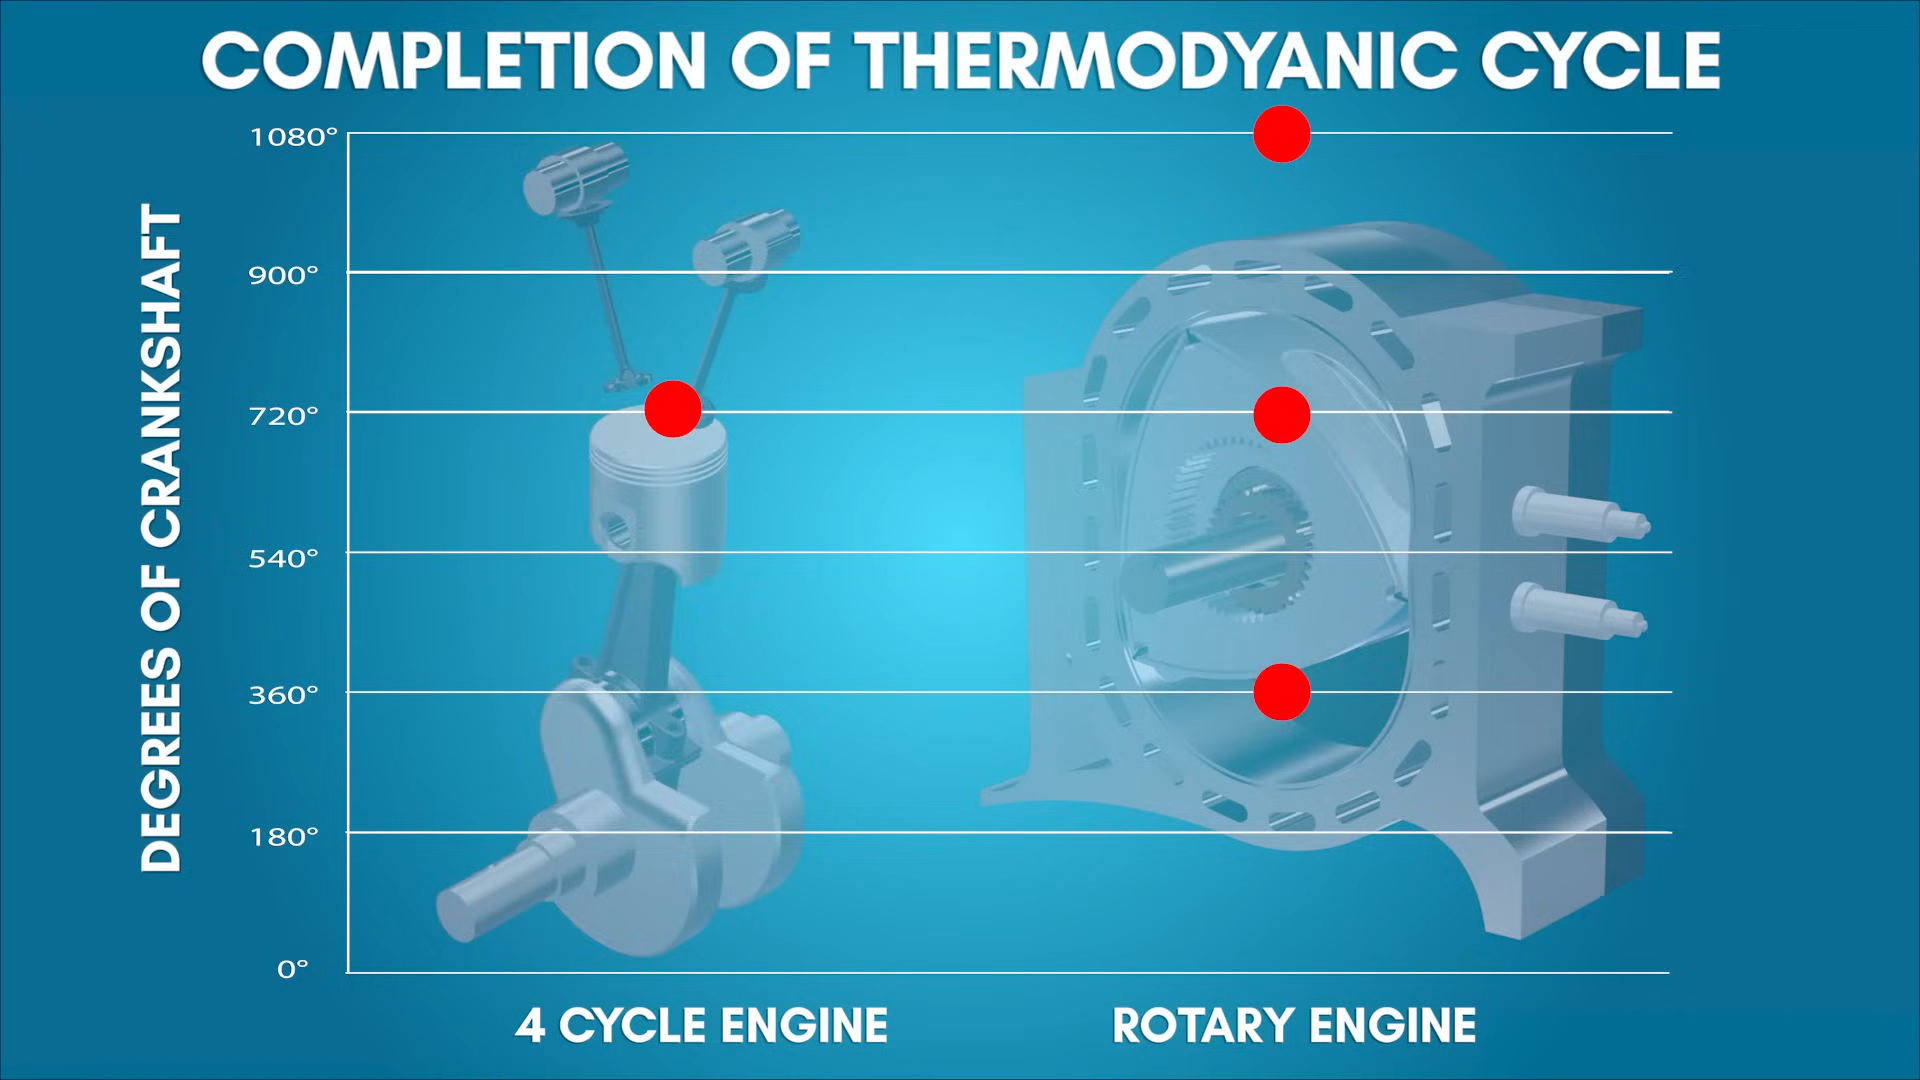 COMPLETION OF THERMODYANIC CYCLE
DEGREES OF CRANKSHAFT
1080°
900°
720°
540°
360°
180°
0°
4 CYCLE ENGINE
ROTARY ENGINE